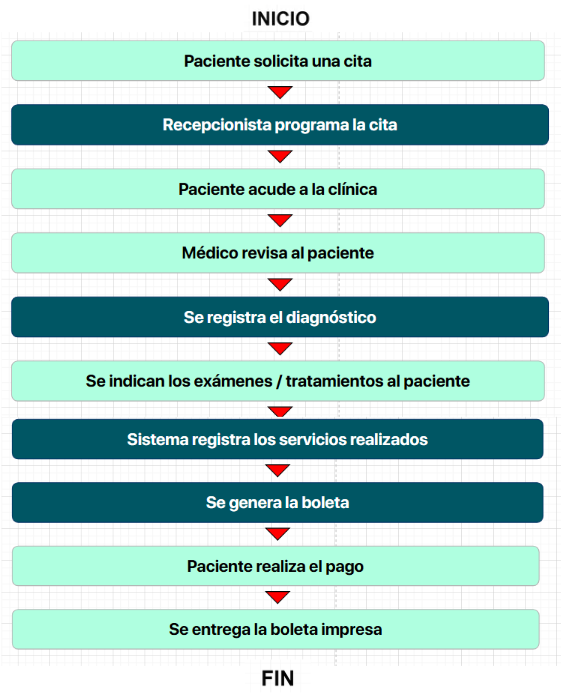 INICIO
Paciente solicita una cita
Recepcionista programa la cita
Paciente acude a la clínica
Médico revisa al paciente
Se registra el diagnóstico
Se indican los exámenes / tratamientos al paciente
Sistema registra los servicios realizados
Se genera la boleta
Paciente realiza el pago
Se entrega la boleta impresa
FIN